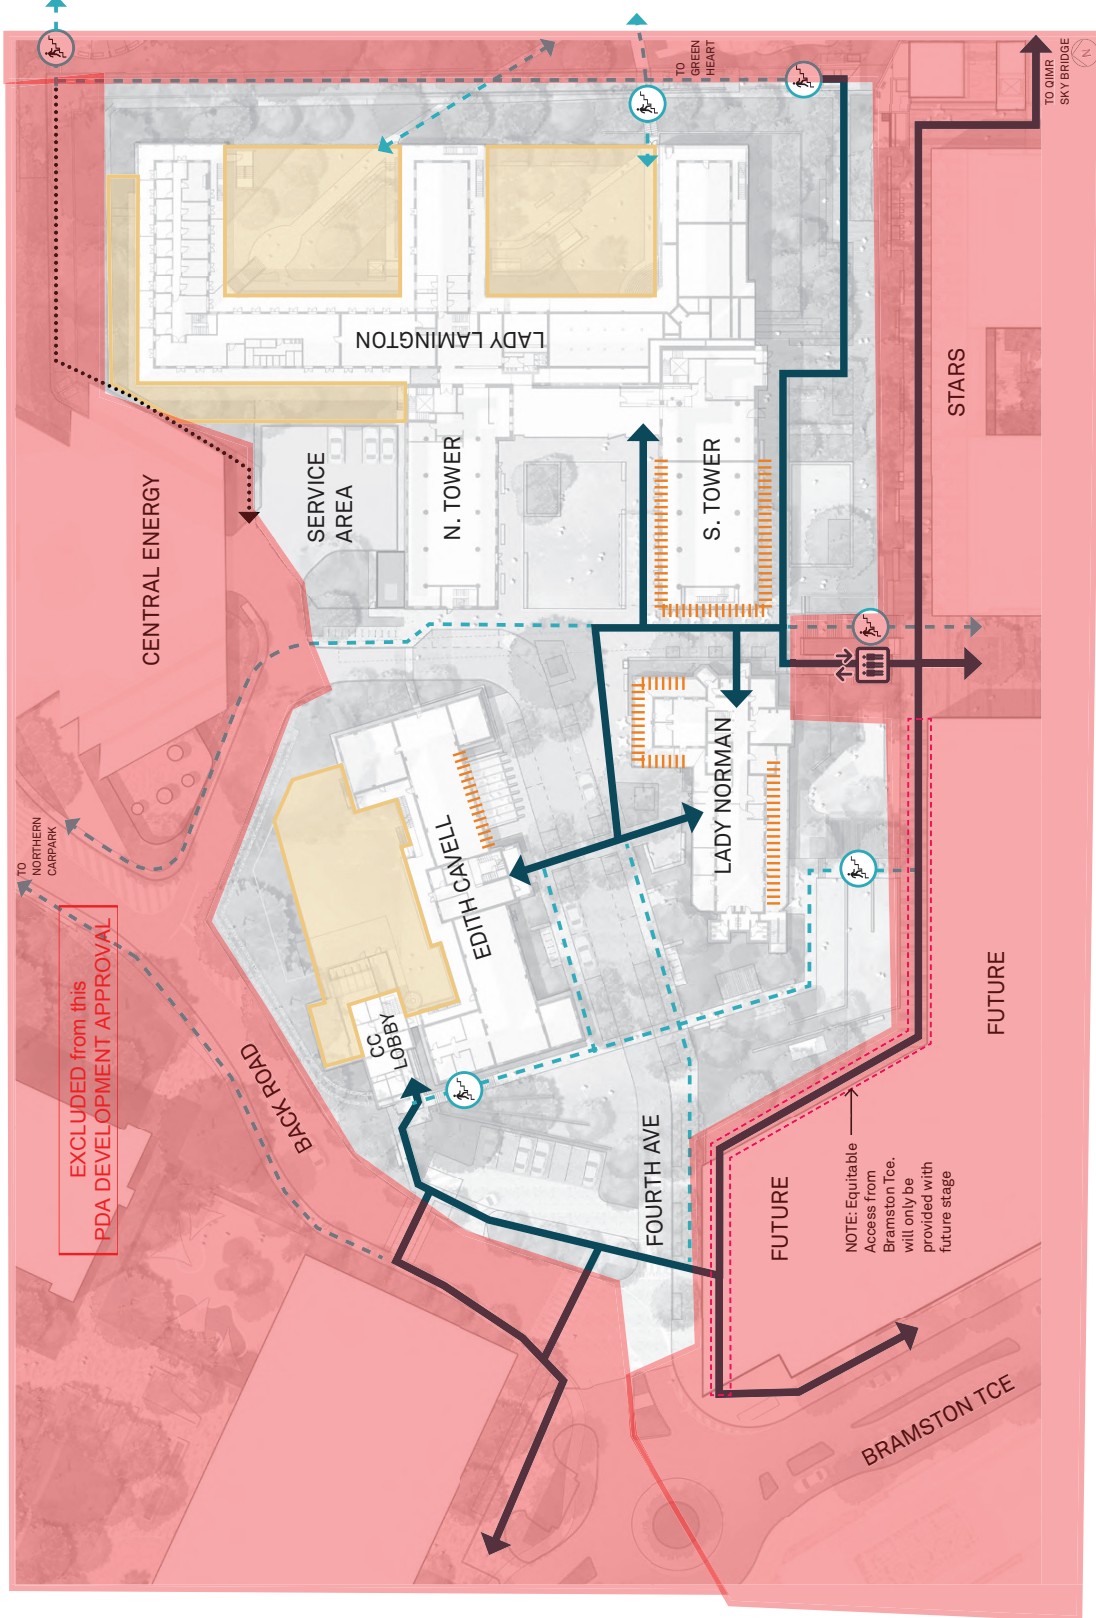 TO
NORTHERN
CARPARK
EXCLUDED from this
PDA DEVELOPMENT APPROVAL
BACK ROAD
CENTRAL ENERGY
SERVICE
AREA
N. TOWER
LADY LAMINGTON
S. TOWER
TO
GREEN
HEART
TO QIMR
SKY BRIDGE
N
STARS
EDITH CAVELL
CC
LOBBY
LADY NORMAN
FOURTH AVE
FUTURE
FUTURE
NOTE: Equitable
Access from
Bramston Tce.
will only be
provided with
future stage
BRAMSTON TCE